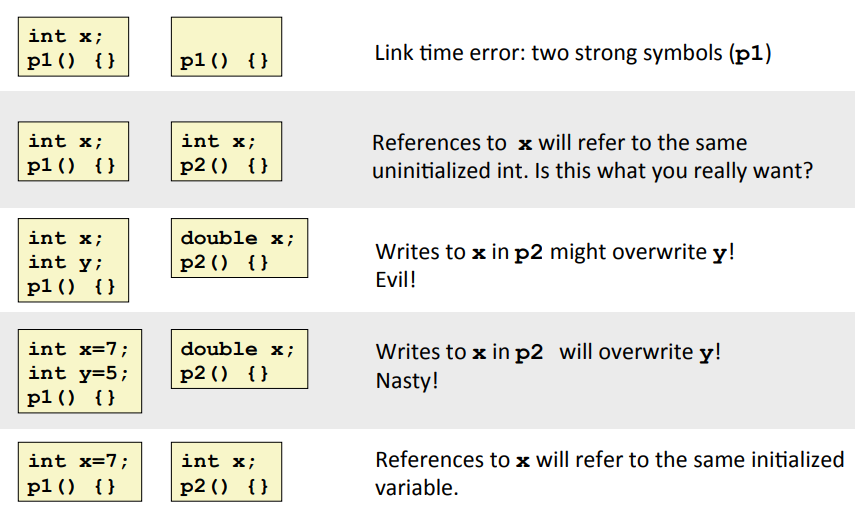 int x;
p1() {}
p1() {}
Link time error: two strong symbols (p1)
int x;
p1() {}
int x;
p2() {}
References to x will refer to the same
uninitialized int. Is this what you really want?
int x;
int y;
p1() {}
double x;
p2() {}
Writes to x in p2 might overwrite y!
Evil!
int x=7;
int y=5;
p1() {}
double x;
p2() {}
Writes to x in p2 will overwrite y!
Nasty!
int x=7;
p1() {}
int x;
p2() {}
References to x will refer to the same initialized
variable.